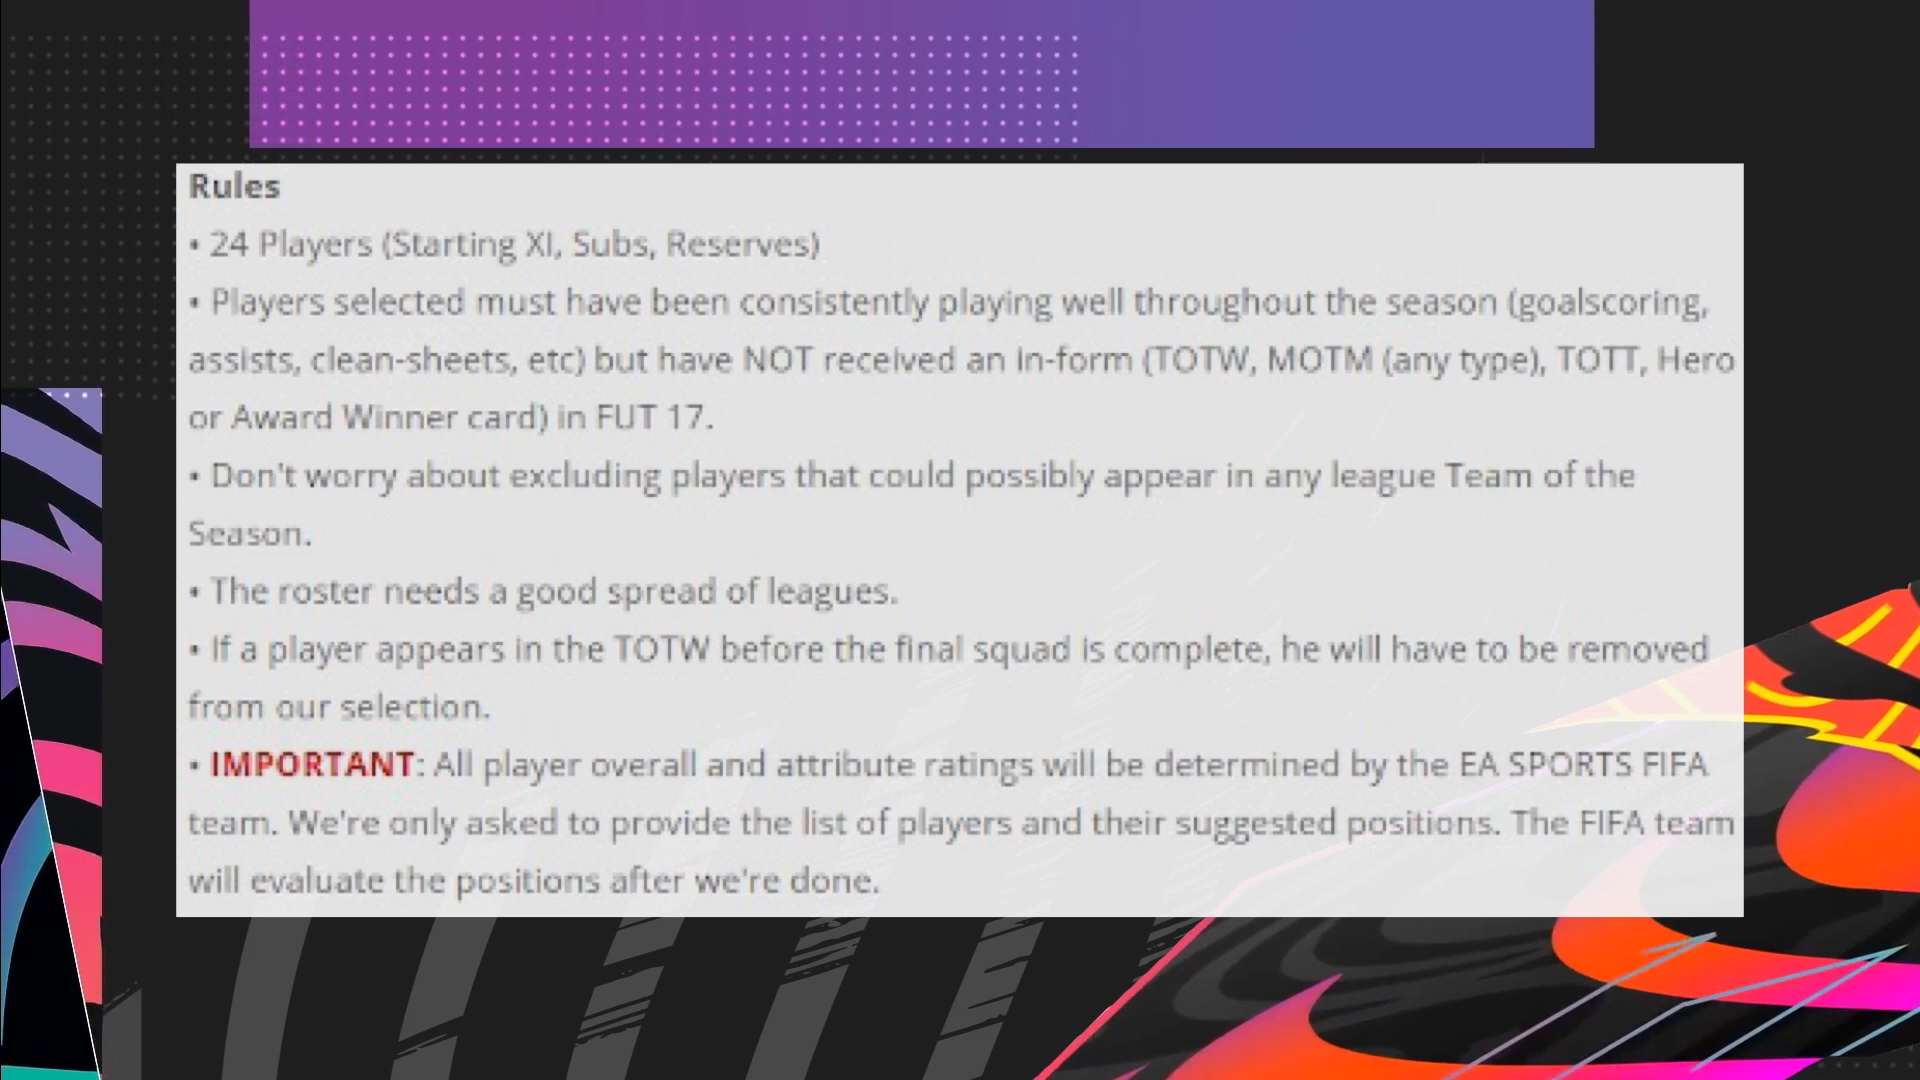 Rules
• 24 Players (Starting XI, Subs, Reserves)
• Players selected must have been consistently playing well throughout the season (goalscoring,
assists, clean-sheets, etc) but have NOT received an in-form (TOTW, MOTM (any type), TOTT, Hero
or Award Winner card) in FUT 17.
• Don't worry about excluding players that could possibly appear in any league Team of the
Season.
• The roster needs a good spread of leagues.
• If a player appears in the TOTW before the final squad is complete, he will have to be removed
from our selection.
• IMPORTANT: All player overall and attribute ratings will be determined by the EA SPORTS FIFA
team. We're only asked to provide the list of players and their suggested positions. The FIFA team
will evaluate the positions after we're done.